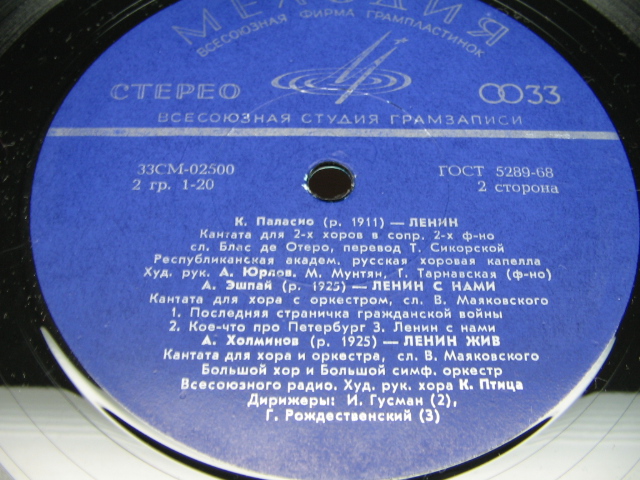 МЕЛОДИЯ
ВСЕСОЮЗНАЯ ФИРМА ГРАМПЛАСТИНОК
СТЕРЕО 33
ВСЕСОЮЗНАЯ СТУДИЯ ГРАМЗАПИСИ
33СМ-02500 ГОСТ 5289-68
2 гр. 1-20 2 сторона
К. Паласио (р. 1911) — ЛЕНИН
Кантата для 2-х хоров в сопр. 2-х ф-но
сл. Блас де Отеро, перевод Т. Сикорской
Республиканская академ, русская хоровая капелла
Худ. рук. А. Юрлов. М. Мунтян, Г. Тарнавская (ф-но)
А. Эшпай (р. 1925) — ЛЕНИН С НАМИ
Кантата для хора с оркестром, сл. В. Маяковского
1. Последняя страничка гражданской войны
2. Кое-что про Петербург 3. Ленин с нами
А. Холминов (р. 1925) — ЛЕНИН ЖИВ
Кантата для хора и оркестра, сл. В. Маяковского
Большой хор и Большой симф. оркестр
Всесоюзного радио. Худ. рук. хора К. Птица
Дирижеры: И. Гусман (2),
Г. Рождественский (3)